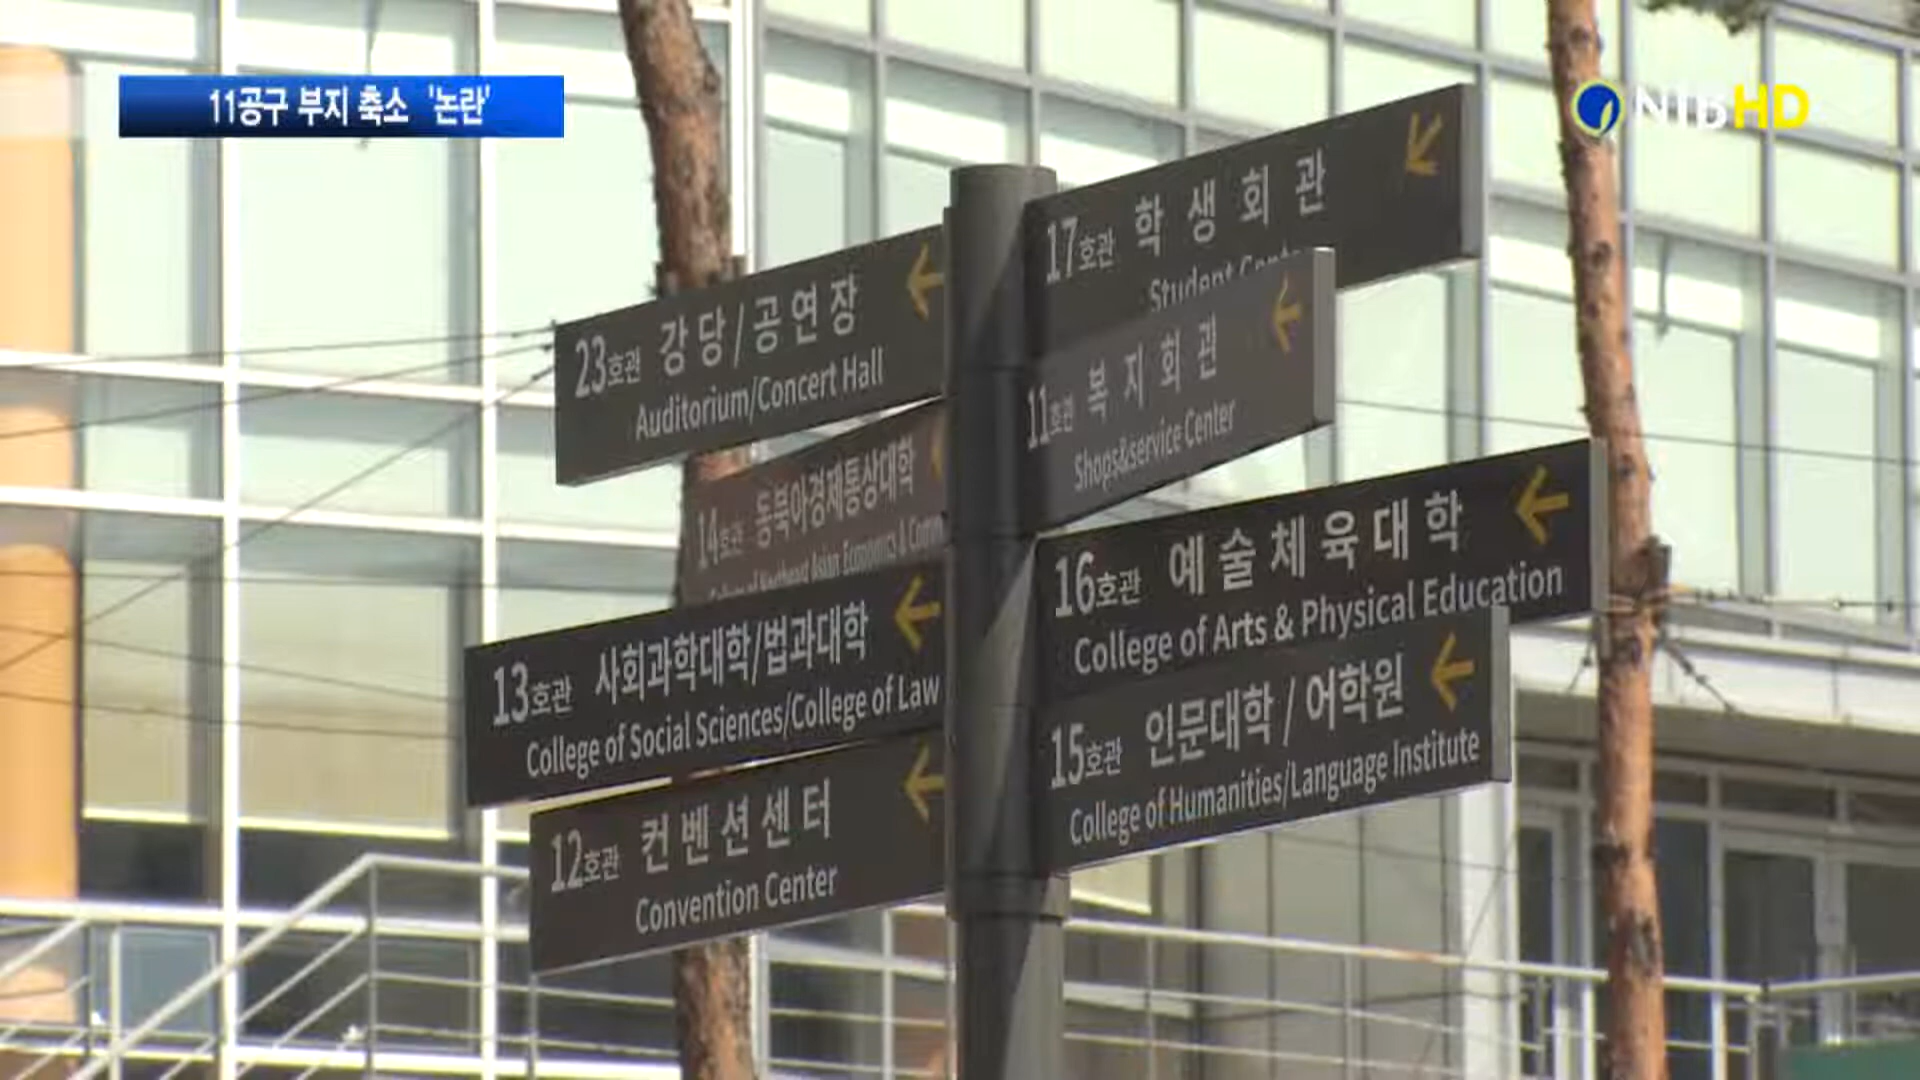 11공구 부지 축소 '논란'
NIB HD
17호관 학생회관
Student
23호관 강당/공연장
Auditorium/Concert Hall
11호관 복지회관
Shops&service Center
14호관 동북아경제통상대학
College of Northeast Asian Economics &
16호관 예술체육대학
College of Arts & Physical Education
13호관 사회과학대학/법과대학
College of Social Sciences/College of Law
15호관 인문대학/어학원
College of Humanities/Language Institute
12호관 컨벤션센터
Convention Center